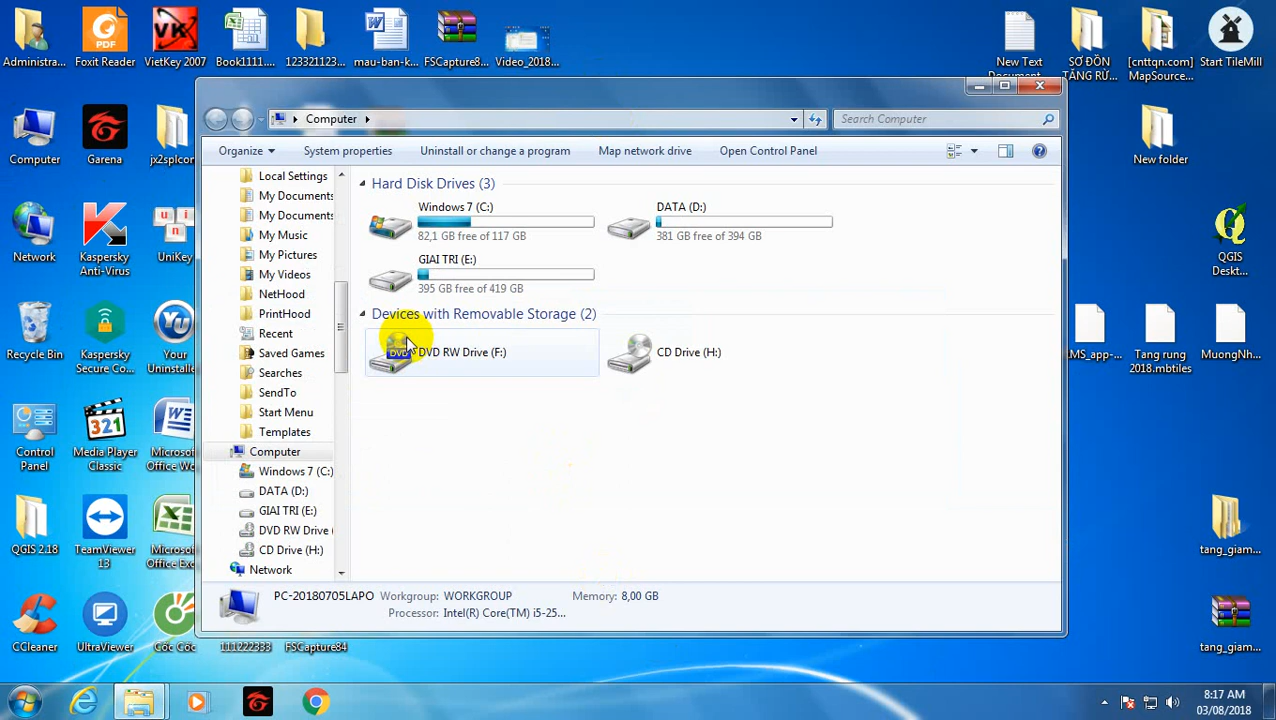 Administra...
Foxit Reader
VietKey 2007
Book1111....
123321123...
mau-ban-k...
FSCapture8...
Video_2018...
New Text
Document...
SƠ ĐỒN
TĂNG RỪ...
[cnttqn.com]
MapSource...
Start TileMill
Computer
Garena
jx2splcon...
New folder
Network
Kaspersky
Anti-Virus
UniKey
QGIS
Deskt...
Recycle Bin
Kaspersky
Secure Co...
Your
Uninstalle...
Tang rung
2018.mbtiles
MuongNh...
Control
Panel
Media Player
Classic
Microsof
Office Wo
QGIS 2.18
TeamViewer
13
Microsof
Office Exc
tang_giam...
CCleaner
UltraViewer
Cốc Cốc
111222333
FSCapture84
tang_giam...
Computer
Search Computer
Organize
System properties
Uninstall or change a program
Map network drive
Open Control Panel
Local Settings
My Documents
My Documents
My Music
My Pictures
My Videos
NetHood
PrintHood
Recent
Saved Games
Searches
SendTo
Start Menu
Templates
Computer
Windows 7 (C:)
DATA (D:)
GIAI TRI (E:)
DVD RW Drive (
CD Drive (H:)
Network
Hard Disk Drives (3)
Windows 7 (C:)
82,1 GB free of 117 GB
DATA (D:)
381 GB free of 394 GB
GIAI TRI (E:)
395 GB free of 419 GB
Devices with Removable Storage (2)
DVD
DVD RW Drive (F:)
CD Drive (H:)
PC-20180705LAPO
Workgroup: WORKGROUP
Memory: 8,00 GB
Processor: Intel(R) Core(TM) i5-25...
8:17 AM
03/08/2018